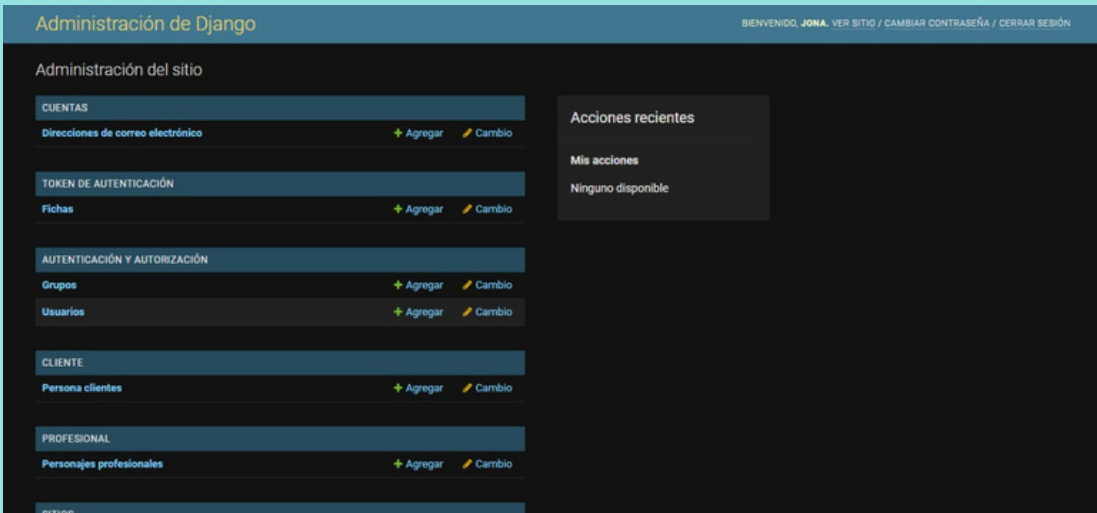 Administración de Django
BIENVENIDO, JONA. VER SITIO / CAMBIAR CONTRASEÑA / CERRAR SESIÓN
Administración del sitio
CUENTAS
Direcciones de correo electrónico + Agregar Cambio
TOKEN DE AUTENTICACIÓN
Fichas + Agregar Cambio
AUTENTICACIÓN Y AUTORIZACIÓN
Grupos + Agregar Cambio
Usuarios + Agregar Cambio
CLIENTE
Persona clientes + Agregar Cambio
PROFESIONAL
Personajes profesionales + Agregar Cambio
SITIOS
Acciones recientes
Mis acciones
Ninguno disponible